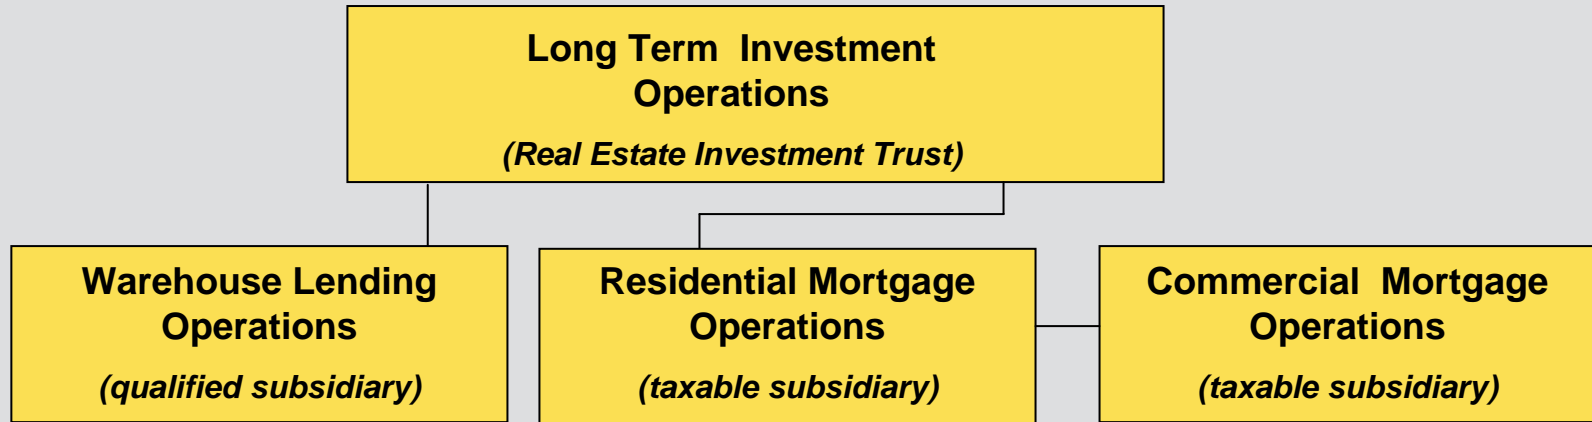 Long Term Investment
Operations
(Real Estate Investment Trust)
Warehouse Lending
Operations
(qualified subsidiary)
Residential Mortgage
Operations
(taxable subsidiary)
Commercial Mortgage
Operations
(taxable subsidiary)